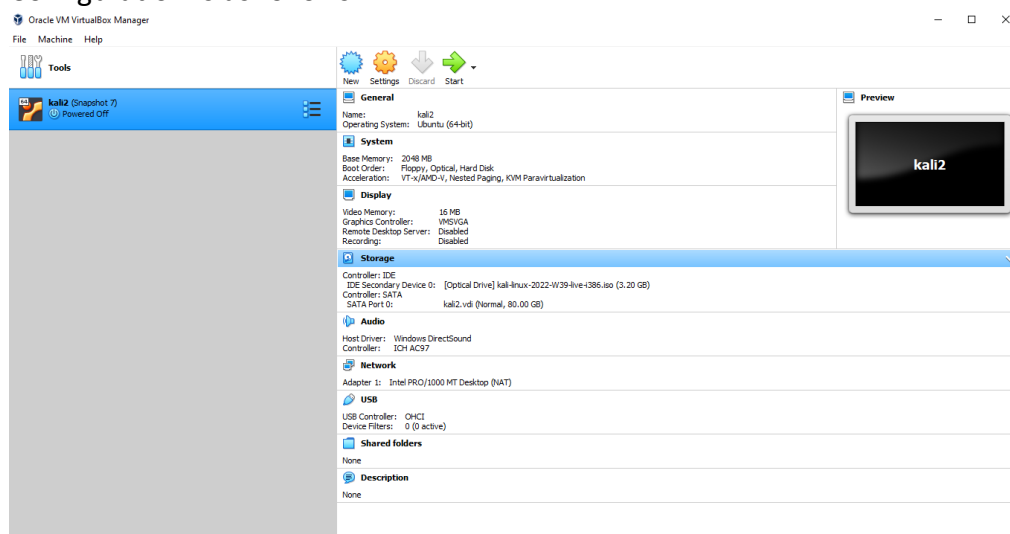 Oracle VM VirtualBox Manager
File Machine Help
Tools
New Settings Discard Start
64
kali2 (Snapshot 7)
Powered Off
General
Name: kali2
Operating System: Ubuntu (64-bit)
System
Base Memory: 2048 MB
Boot Order: Floppy, Optical, Hard Disk
Acceleration: VT-x/AMD-V, Nested Paging, KVM Paravirtualization
Display
Video Memory: 16 MB
Graphics Controller: VMSVGA
Remote Desktop Server: Disabled
Recording: Disabled
Storage
Controller: IDE
IDE Secondary Device 0: [Optical Drive] kali-linux-2022-W39-live-i386.iso (3.20 GB)
Controller: SATA
SATA Port 0: kali2.vdi (Normal, 80.00 GB)
Audio
Host Driver: Windows DirectSound
Controller: ICH AC97
Network
Adapter 1: Intel PRO/1000 MT Desktop (NAT)
USB
USB Controller: OHCI
Device Filters: 0 (0 active)
Shared folders
None
Description
None
Preview
kali2